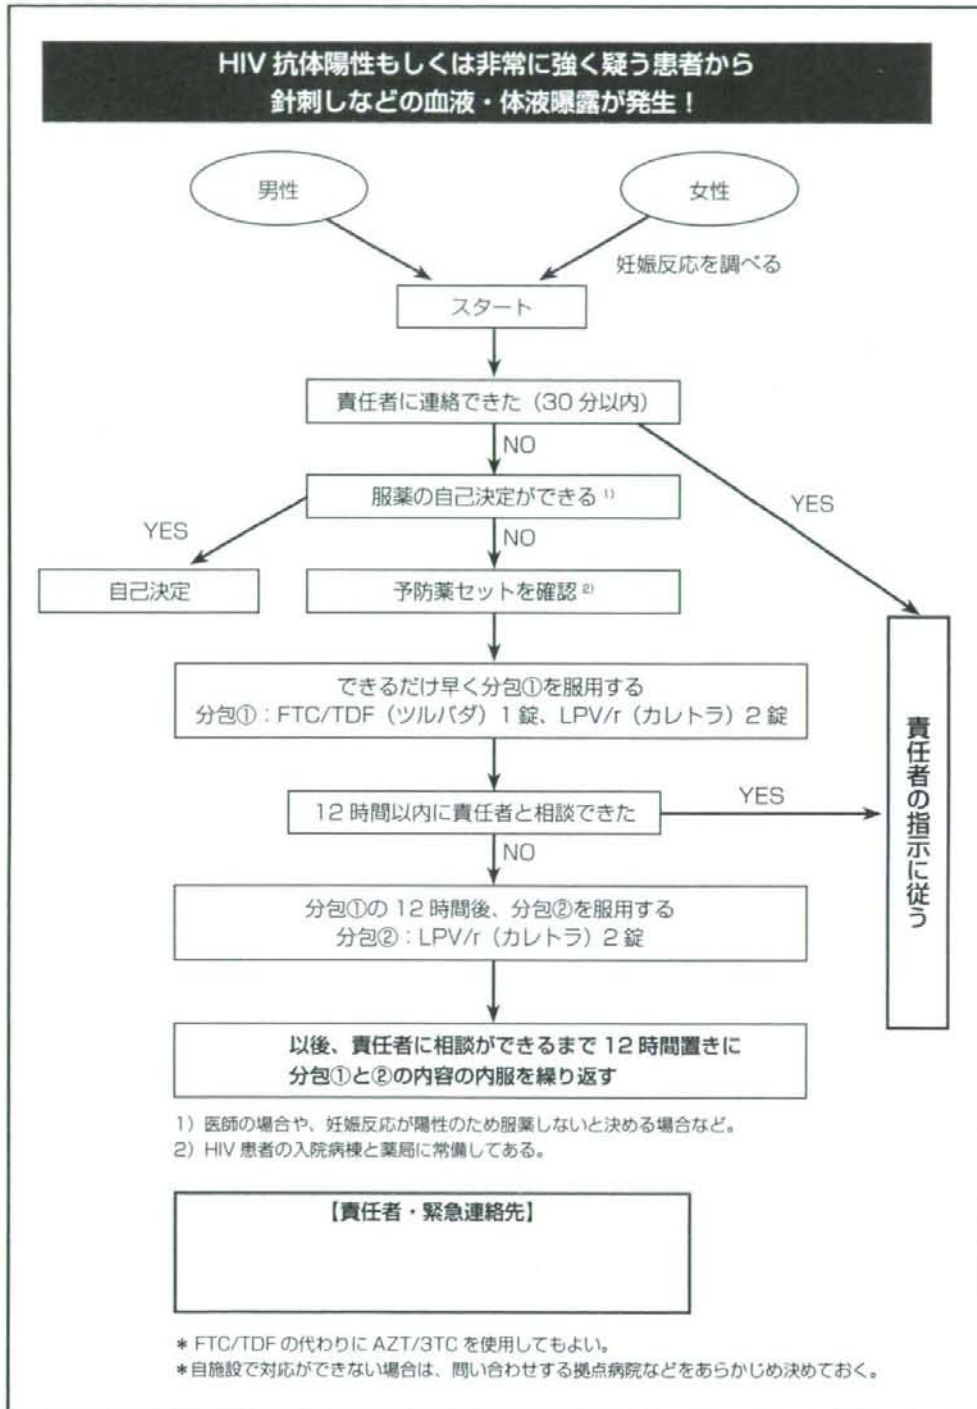 HIV 抗体陽性もしくは非常に強く疑う患者から
針刺しなどの血液・体液曝露が発生！
男性
女性
妊娠反応を調べる
スタート
責任者に連絡できた（30 分以内）
NO
YES
服薬の自己決定ができる 1)
YES
NO
自己決定
予防薬セットを確認 2)
できるだけ早く分包①を服用する
分包①：FTC/TDF（ツルバダ）1 錠、LPV/r（カレトラ）2 錠
責任者の指示に従う
12 時間以内に責任者と相談できた
YES
NO
分包①の 12 時間後、分包②を服用する
分包②：LPV/r（カレトラ）2 錠
以後、責任者に相談ができるまで 12 時間置きに
分包①と②の内容の内服を繰り返す
1）医師の場合や、妊娠反応が陽性のため服薬しないと決める場合など。
2）HIV 患者の入院病棟と薬局に常備してある。
【責任者・緊急連絡先】
＊ FTC/TDF の代わりに AZT/3TC を使用してもよい。
＊自施設で対応ができない場合は、問い合わせする拠点病院などをあらかじめ決めておく。